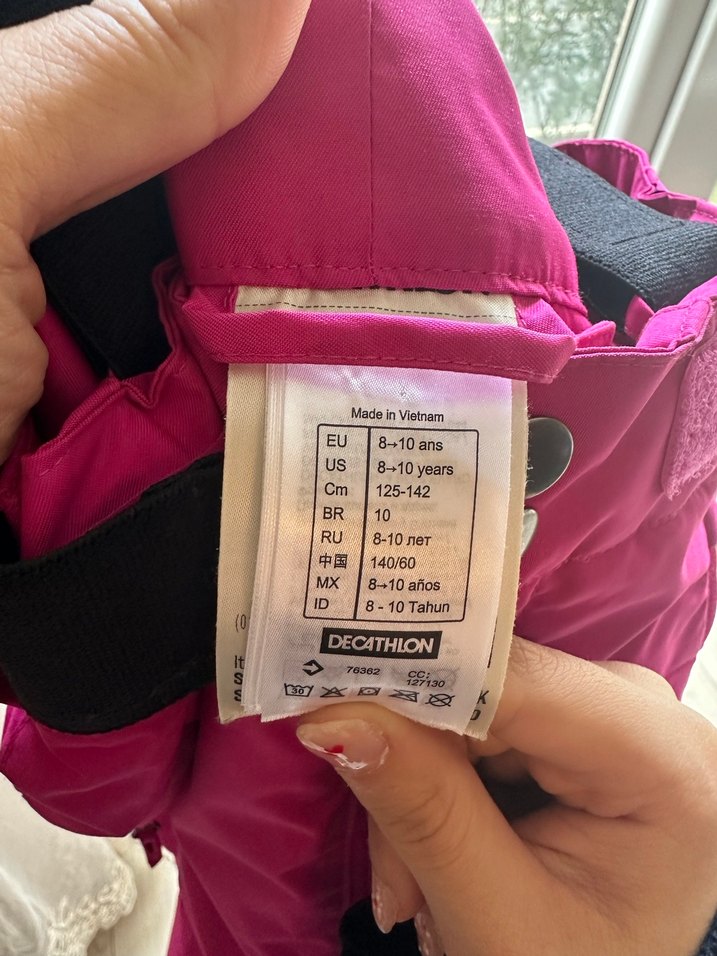 Made in Vietnam
EU 8→10 ans
US 8→10 years
Cm 125-142
BR 10
RU 8-10 лет
中国 140/60
MX 8→10 años
ID 8 - 10 Tahun
DECATHLON
76362 CC:
127130
30